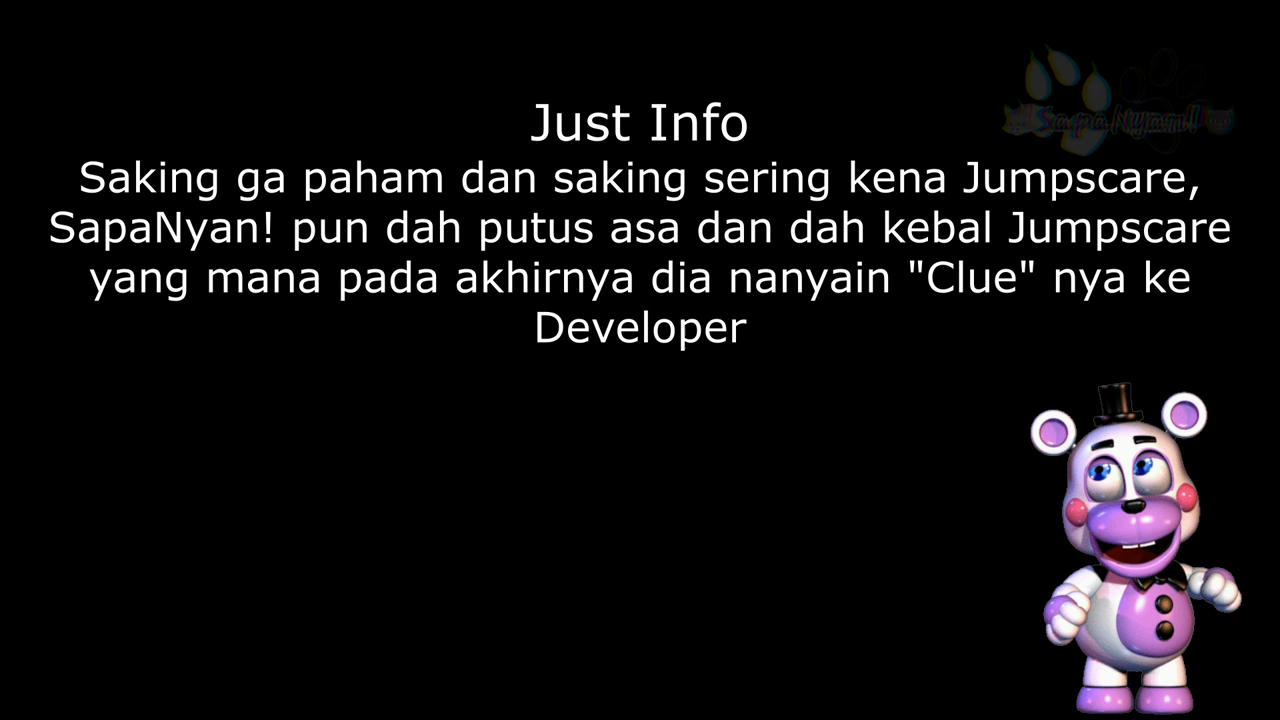 SapaNyan!!
Just Info
Saking ga paham dan saking sering kena Jumpscare,
SapaNyan! pun dah putus asa dan dah kebal Jumpscare
yang mana pada akhirnya dia nanyain "Clue" nya ke
Developer